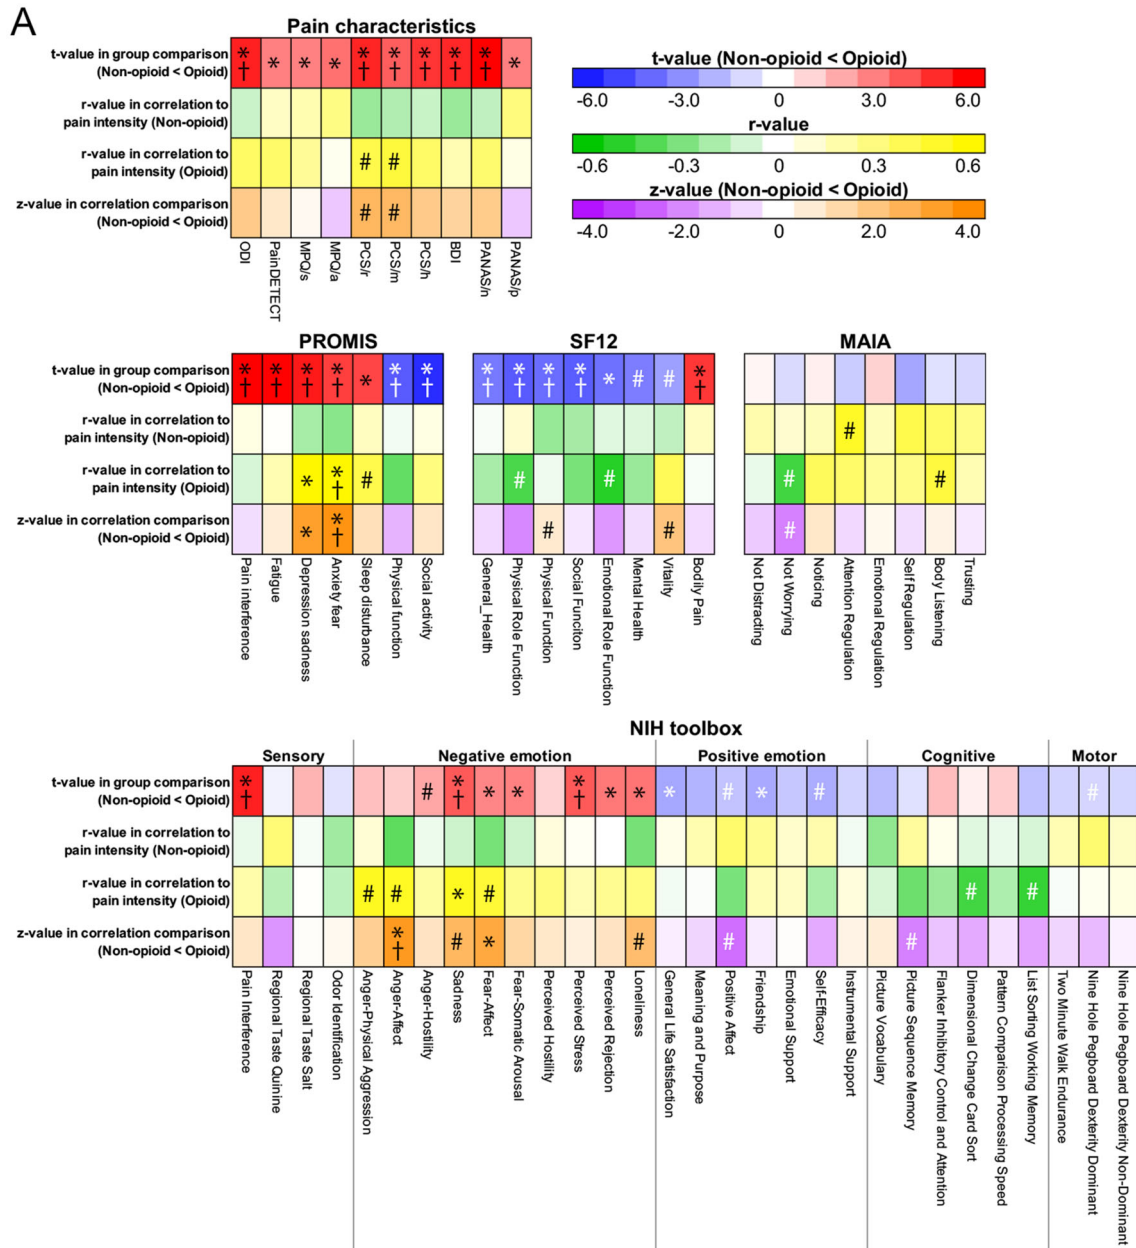 A
Pain characteristics
t-value in group comparison
(Non-opioid < Opioid)
* † * * * * † * † * † * † * † *
r-value in correlation to
pain intensity (Non-opioid)
r-value in correlation to
pain intensity (Opioid)
# #
z-value in correlation comparison
(Non-opioid < Opioid)
# #
ODI
PainDETECT
MPQ/s
MPQ/a
PCS/r
PCS/m
PCS/h
BDI
PANAS/n
PANAS/p
t-value (Non-opioid < Opioid)
-6.0 -3.0 0 3.0 6.0
r-value
-0.6 -0.3 0 0.3 0.6
z-value (Non-opioid < Opioid)
-4.0 -2.0 0 2.0 4.0
PROMIS
SF12
MAIA
t-value in group comparison
(Non-opioid < Opioid)
* † * † * † * † * * † * †
* † * † * † * † * # # * †
r-value in correlation to
pain intensity (Non-opioid)
#
r-value in correlation to
pain intensity (Opioid)
* * † # # # # #
z-value in correlation comparison
(Non-opioid < Opioid)
* * † # # #
Pain interference
Fatigue
Depression sadness
Anxiety fear
Sleep disturbance
Physical function
Social activity
General_Health
Physical Role Function
Physical Function
Social Funciton
Emotional Role Function
Mental Health
Vitality
Bodily Pain
Not Distracting
Not Worrying
Noticing
Attention Regulation
Emotional Regulation
Self Regulation
Body Listening
Trusting
NIH toolbox
Sensory
Negative emotion
Positive emotion
Cognitive
Motor
t-value in group comparison
(Non-opioid < Opioid)
* † # * † * * * † * * * # * # #
r-value in correlation to
pain intensity (Non-opioid)
r-value in correlation to
pain intensity (Opioid)
# # * # # #
z-value in correlation comparison
(Non-opioid < Opioid)
* † # * # # #
Pain Interference
Regional Taste Quinine
Regional Taste Salt
Odor Identification
Anger-Physical Aggression
Anger-Affect
Anger-Hostility
Sadness
Fear-Affect
Fear-Somatic Arousal
Perceived Hostility
Perceived Stress
Perceived Rejection
Loneliness
General Life Satisfaction
Meaning and Purpose
Positive Affect
Friendship
Emotional Support
Self-Efficacy
Instrumental Support
Picture Vocabulary
Picture Sequence Memory
Flanker Inhibitory Control and Attention
Dimensional Change Card Sort
Pattern Comparison Processing Speed
List Sorting Working Memory
Two Minute Walk Endurance
Nine Hole Pegboard Dexterity Dominant
Nine Hole Pegboard Dexterity Non-Dominant